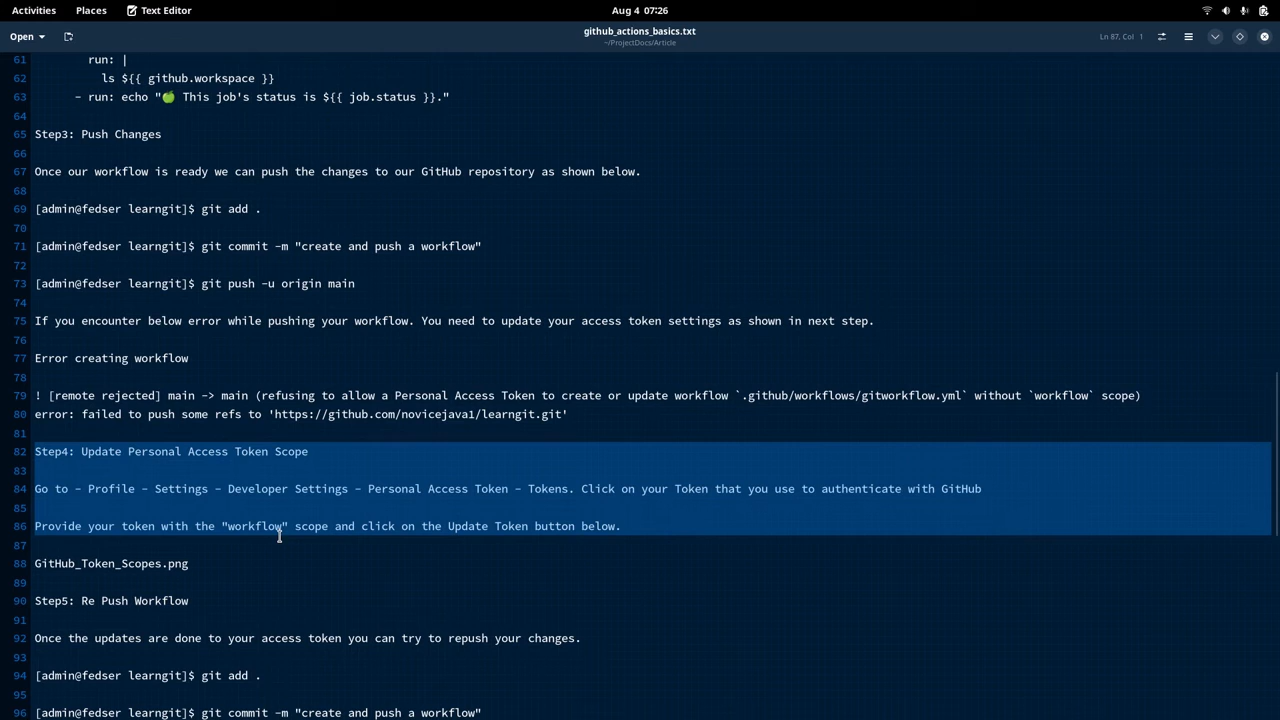 Activities Places Text Editor Aug 4 07:26
Open github_actions_basics.txt Ln 87, Col 1
~/ProjectDocs/Article
61 run: |
62 ls ${{ github.workspace }}
63 - run: echo "🍏 This job's status is ${{ job.status }}."
64
65 Step3: Push Changes
66
67 Once our workflow is ready we can push the changes to our GitHub repository as shown below.
68
69 [admin@fedser learngit]$ git add .
70
71 [admin@fedser learngit]$ git commit -m "create and push a workflow"
72
73 [admin@fedser learngit]$ git push -u origin main
74
75 If you encounter below error while pushing your workflow. You need to update your access token settings as shown in next step.
76
77 Error creating workflow
78
79 ! [remote rejected] main -> main (refusing to allow a Personal Access Token to create or update workflow `.github/workflows/gitworkflow.yml` without `workflow` scope)
80 error: failed to push some refs to 'https://github.com/novicejava1/learngit.git'
81
82 Step4: Update Personal Access Token Scope
83
84 Go to - Profile - Settings - Developer Settings - Personal Access Token - Tokens. Click on your Token that you use to authenticate with GitHub
85
86 Provide your token with the "workflow" scope and click on the Update Token button below.
87
88 GitHub_Token_Scopes.png
89
90 Step5: Re Push Workflow
91
92 Once the updates are done to your access token you can try to repush your changes.
93
94 [admin@fedser learngit]$ git add .
95
96 [admin@fedser learngit]$ git commit -m "create and push a workflow"